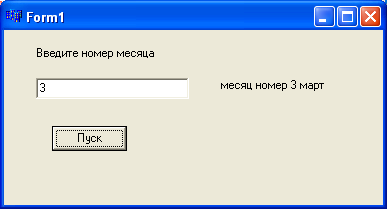 Form1
Введите номер месяца
3
месяц номер 3 март
Пуск